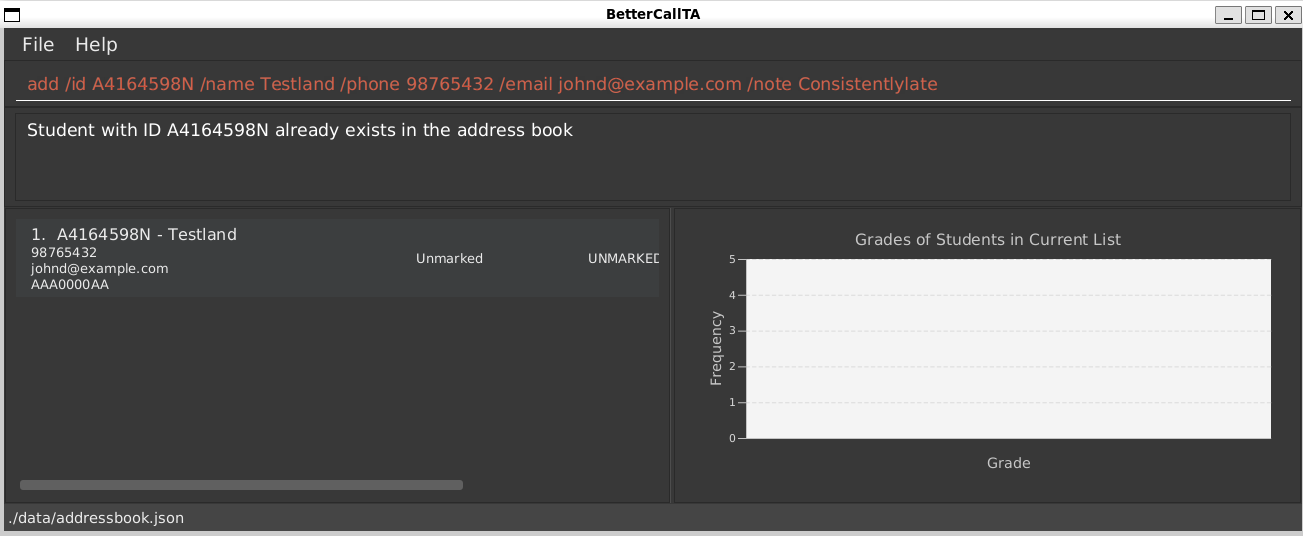 BetterCallTA
File Help
add /id A4164598N /name Testland /phone 98765432 /email johnd@example.com /note Consistentlylate
Student with ID A4164598N already exists in the address book
1. A4164598N - Testland
98765432
johnd@example.com
AAA0000AA
Unmarked
UNMARKED
Grades of Students in Current List
Frequency
5
4
3
2
1
0
Grade
./data/addressbook.json